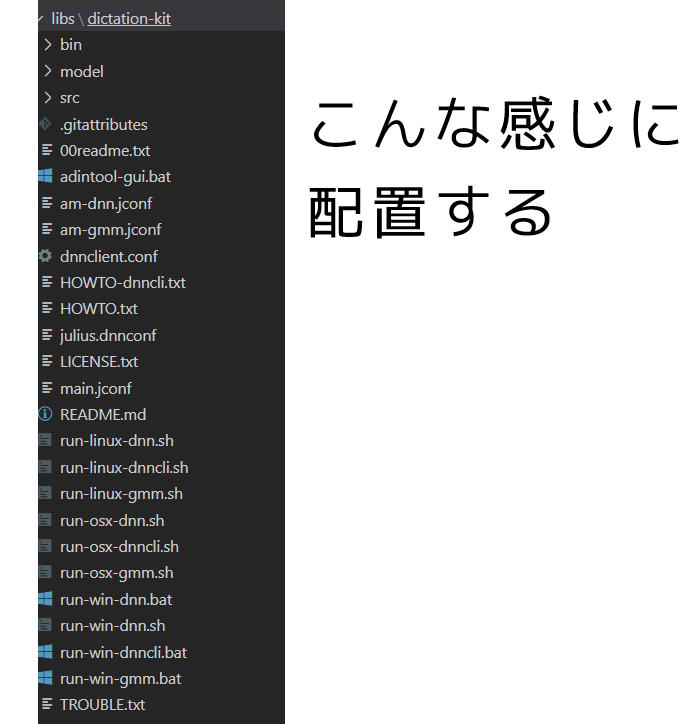 libs \ dictation-kit
bin
model
src
.gitattributes
00readme.txt
adintool-gui.bat
am-dnn.jconf
am-gmm.jconf
dnnclient.conf
HOWTO-dnncli.txt
HOWTO.txt
julius.dnnconf
LICENSE.txt
main.jconf
README.md
run-linux-dnn.sh
run-linux-dnncli.sh
run-linux-gmm.sh
run-osx-dnn.sh
run-osx-dnncli.sh
run-osx-gmm.sh
run-win-dnn.bat
run-win-dnn.sh
run-win-dnncli.bat
run-win-gmm.bat
TROUBLE.txt
こんな感じに
配置する